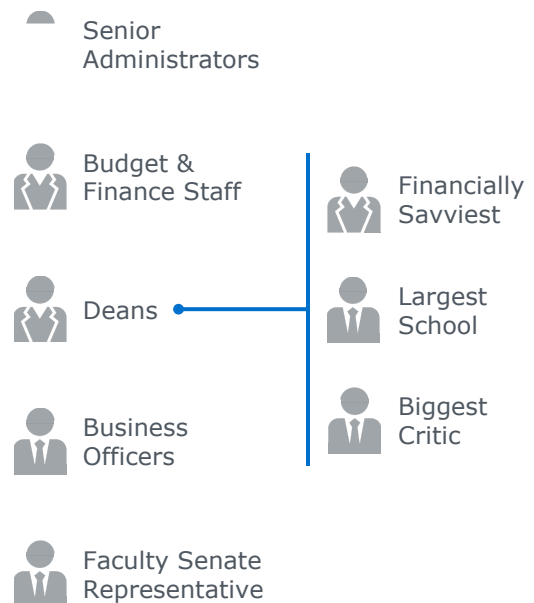 Senior
Administrators
Budget &
Finance Staff
Deans
Business
Officers
Faculty Senate
Representative
Financially
Savviest
Largest
School
Biggest
Critic